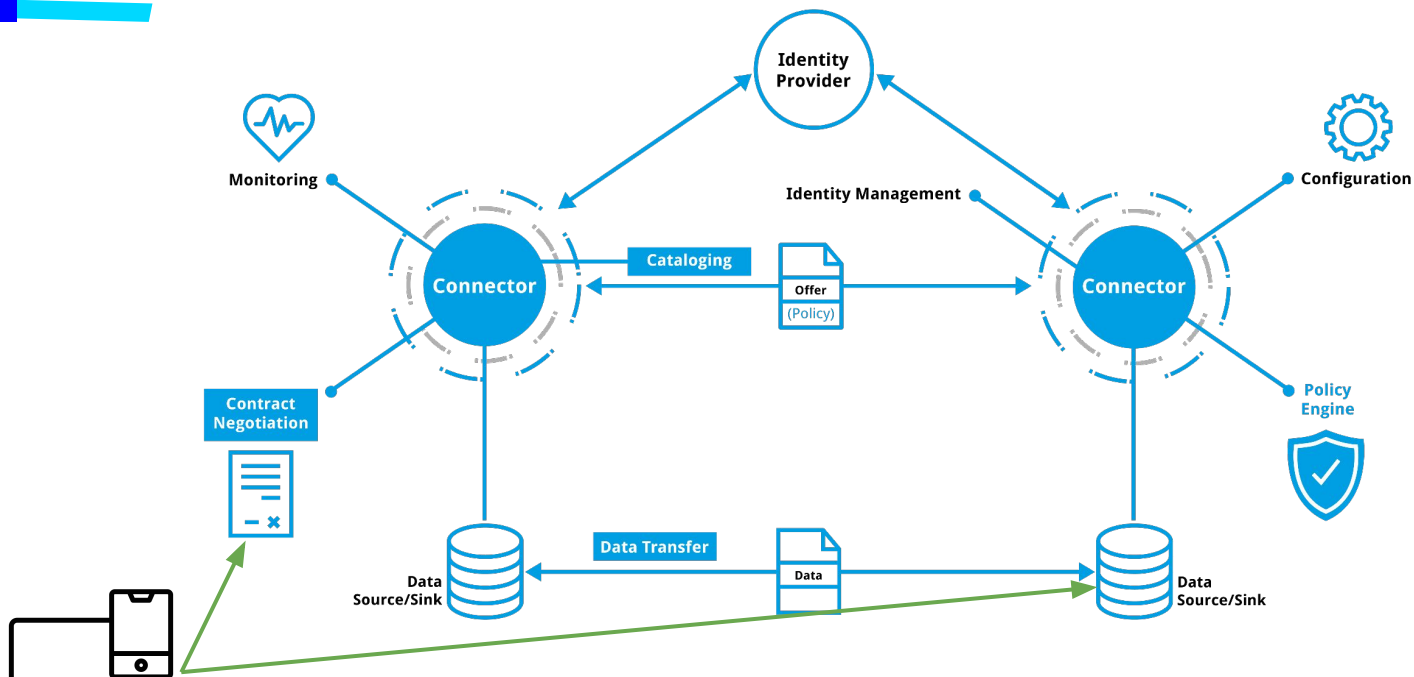 Identity
Provider
Monitoring
Configuration
Identity Management
Cataloging
Connector
Offer
(Policy)
Connector
Contract
Negotiation
Policy
Engine
Data Transfer
Data
Data
Source/Sink
Data
Source/Sink